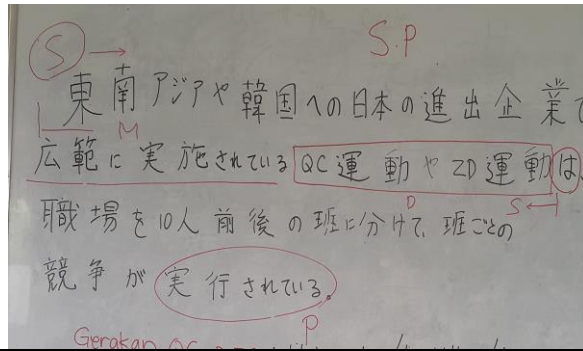 S → S.P
東南アジアや韓国への日本の進出企業で
M
広範に実施されているQC運動やZD運動は
D S
職場を10人前後の班に分けて、班ごとの
競争が実行されている。
P
Gerakan QC